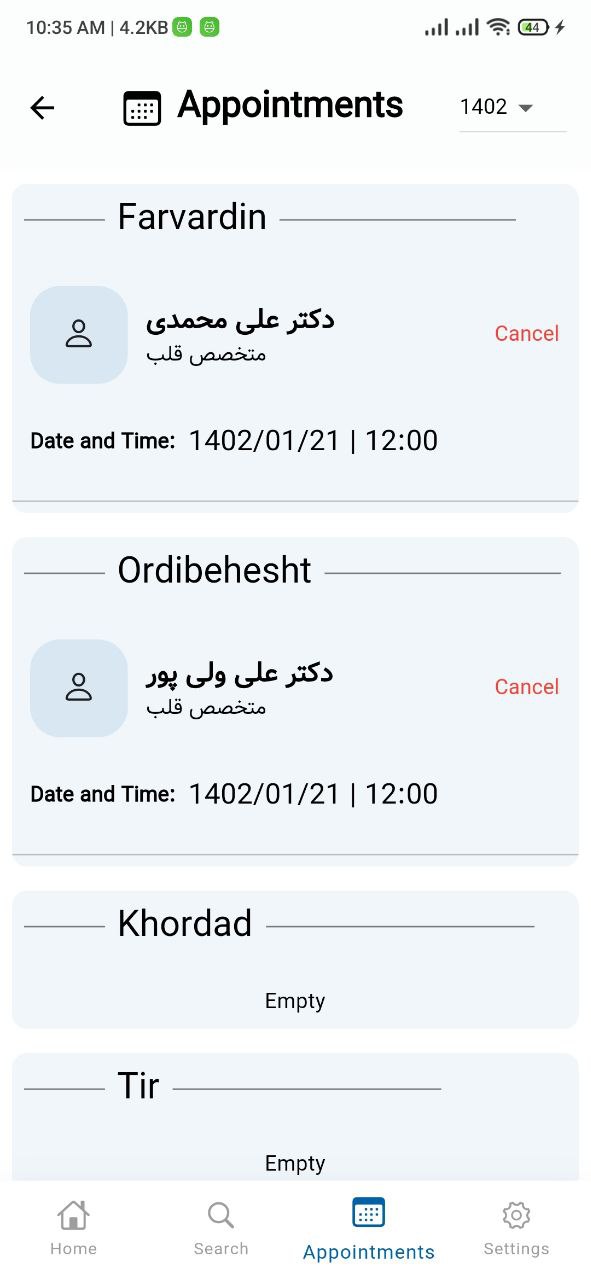 10:35 AM | 4.2KB
44
Appointments
1402
Farvardin
دکتر علی محمدی
متخصص قلب
Cancel
Date and Time: 1402/01/21 | 12:00
Ordibehesht
دکتر علی ولی پور
متخصص قلب
Cancel
Date and Time: 1402/01/21 | 12:00
Khordad
Empty
Tir
Empty
Home
Search
Appointments
Settings